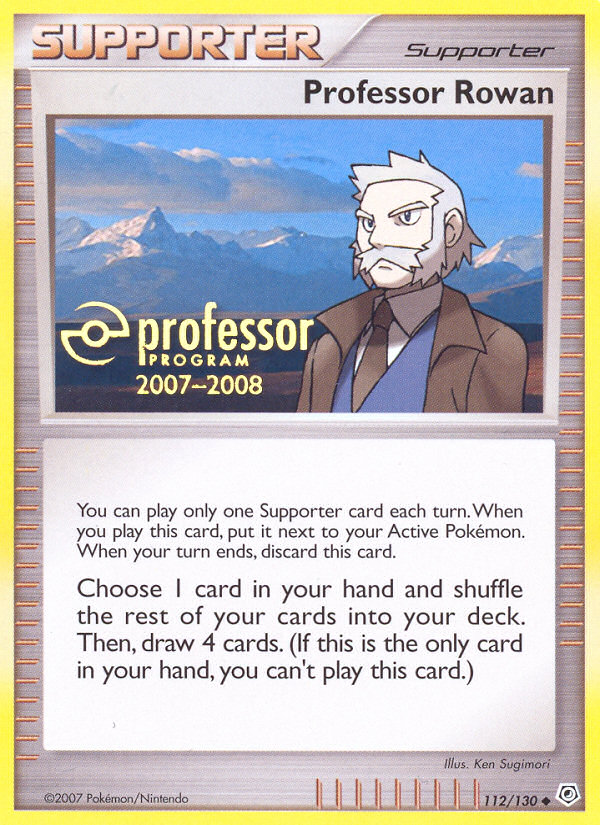 SUPPORTER
Supporter
Professor Rowan
professor
PROGRAM
2007–2008
You can play only one Supporter card each turn. When
you play this card, put it next to your Active Pokémon.
When your turn ends, discard this card.
Choose 1 card in your hand and shuffle
the rest of your cards into your deck.
Then, draw 4 cards. (If this is the only card
in your hand, you can't play this card.)
Illus. Ken Sugimori
©2007 Pokémon/Nintendo
112/130